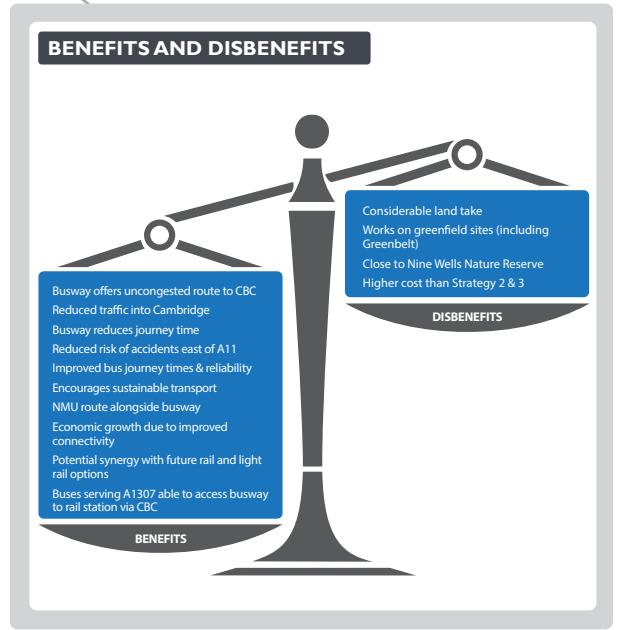 BENEFITS AND DISBENEFITS
Considerable land take
Works on greenfield sites (including
Greenbelt)
Close to Nine Wells Nature Reserve
Higher cost than Strategy 2 & 3
DISBENEFITS
Busway offers uncongested route to CBC
Reduced traffic into Cambridge
Busway reduces journey time
Reduced risk of accidents east of A11
Improved bus journey times & reliability
Encourages sustainable transport
NMU route alongside busway
Economic growth due to improved
connectivity
Potential synergy with future rail and light
rail options
Buses serving A1307 able to access busway
to rail station via CBC
BENEFITS